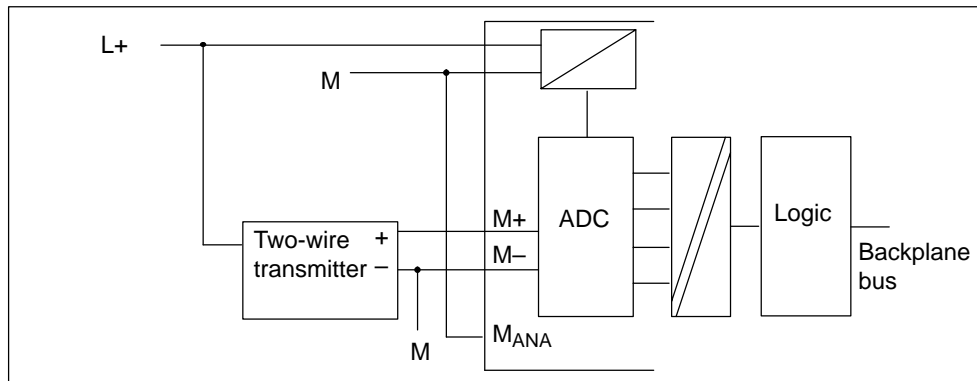 L+
M
M+
ADC
Logic
Two-wire +
transmitter –
M–
Backplane
bus
M
MANA